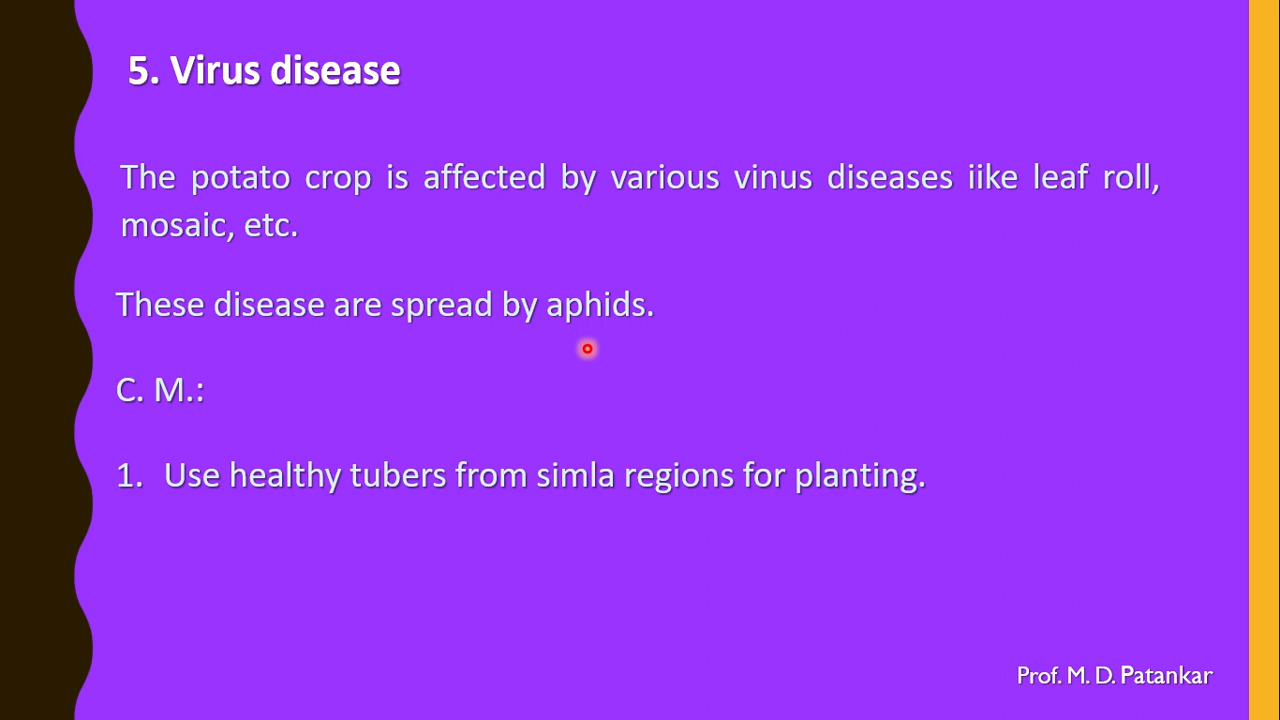 5. Virus disease
The potato crop is affected by various vinus diseases iike leaf roll,
mosaic, etc.
These disease are spread by aphids.
C. M.:
1. Use healthy tubers from simla regions for planting.
Prof. M. D. Patankar